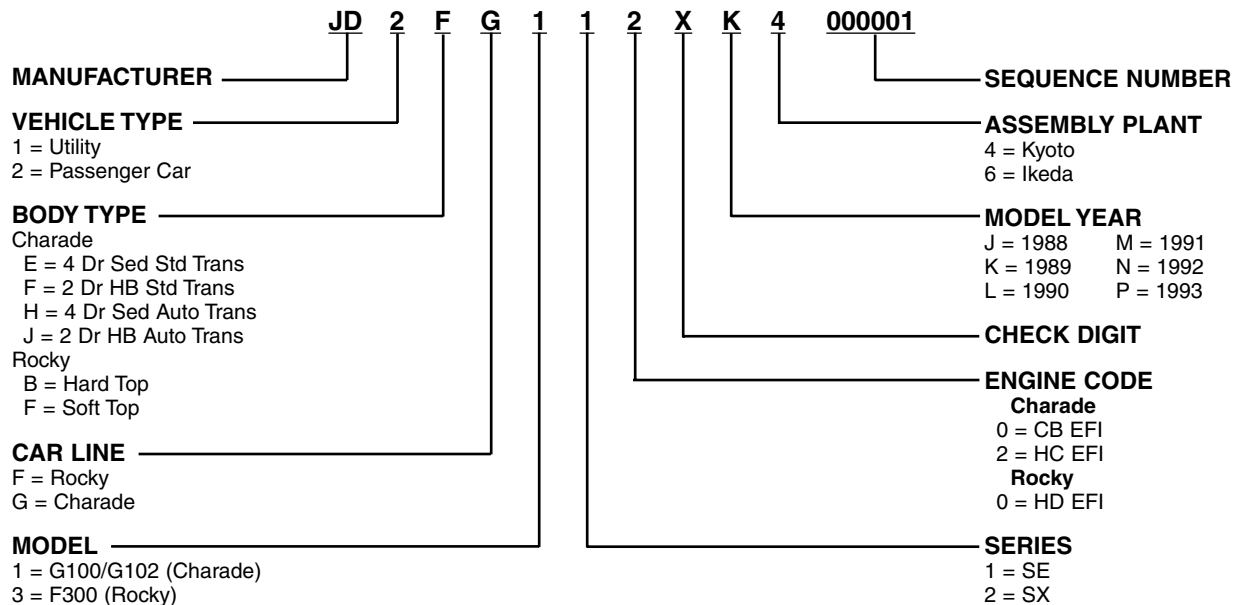 JD 2 F G 1 1 2 X K 4 000001
MANUFACTURER
VEHICLE TYPE
1 = Utility
2 = Passenger Car
BODY TYPE
Charade
E = 4 Dr Sed Std Trans
F = 2 Dr HB Std Trans
H = 4 Dr Sed Auto Trans
J = 2 Dr HB Auto Trans
Rocky
B = Hard Top
F = Soft Top
CAR LINE
F = Rocky
G = Charade
MODEL
1 = G100/G102 (Charade)
3 = F300 (Rocky)
SEQUENCE NUMBER
ASSEMBLY PLANT
4 = Kyoto
6 = Ikeda
MODEL YEAR
J = 1988 M = 1991
K = 1989 N = 1992
L = 1990 P = 1993
CHECK DIGIT
ENGINE CODE
Charade
0 = CB EFI
2 = HC EFI
Rocky
0 = HD EFI
SERIES
1 = SE
2 = SX